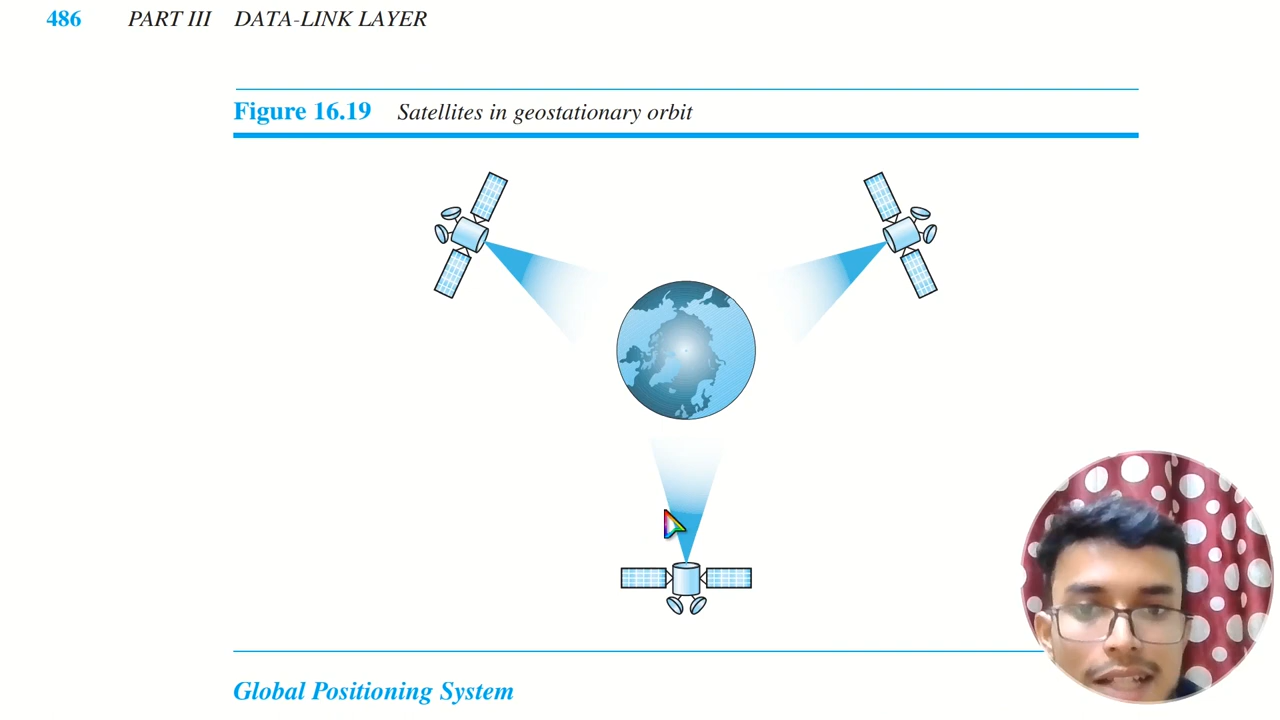 486 PART III DATA-LINK LAYER
Figure 16.19 Satellites in geostationary orbit
Global Positioning System